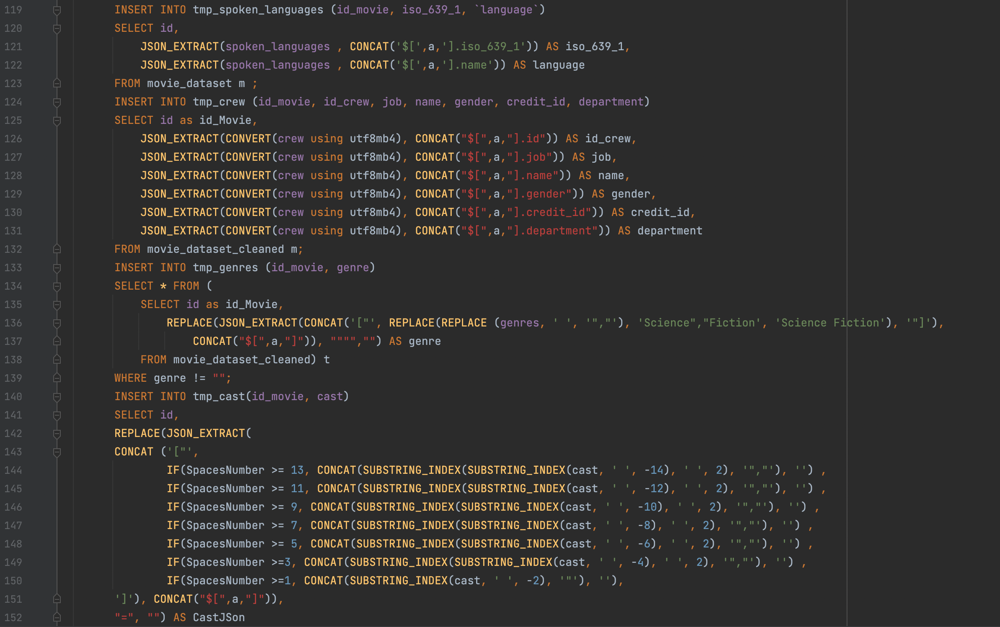 119 INSERT INTO tmp_spoken_languages (id_movie, iso_639_1, `language`)
120 SELECT id,
121 JSON_EXTRACT(spoken_languages , CONCAT('$[',a,'].iso_639_1')) AS iso_639_1,
122 JSON_EXTRACT(spoken_languages , CONCAT('$[',a,'].name')) AS language
123 FROM movie_dataset m ;
124 INSERT INTO tmp_crew (id_movie, id_crew, job, name, gender, credit_id, department)
125 SELECT id as id_Movie,
126 JSON_EXTRACT(CONVERT(crew using utf8mb4), CONCAT("$[",a,"].id")) AS id_crew,
127 JSON_EXTRACT(CONVERT(crew using utf8mb4), CONCAT("$[",a,"].job")) AS job,
128 JSON_EXTRACT(CONVERT(crew using utf8mb4), CONCAT("$[",a,"].name")) AS name,
129 JSON_EXTRACT(CONVERT(crew using utf8mb4), CONCAT("$[",a,"].gender")) AS gender,
130 JSON_EXTRACT(CONVERT(crew using utf8mb4), CONCAT("$[",a,"].credit_id")) AS credit_id,
131 JSON_EXTRACT(CONVERT(crew using utf8mb4), CONCAT("$[",a,"].department")) AS department
132 FROM movie_dataset_cleaned m;
133 INSERT INTO tmp_genres (id_movie, genre)
134 SELECT * FROM (
135 SELECT id as id_Movie,
136 REPLACE(JSON_EXTRACT(CONCAT('["', REPLACE(REPLACE (genres, ' ', '","'), 'Science","Fiction', 'Science Fiction'), '"]'),
137 CONCAT("$[",a,"]")), """","") AS genre
138 FROM movie_dataset_cleaned) t
139 WHERE genre != "";
140 INSERT INTO tmp_cast(id_movie, cast)
141 SELECT id,
142 REPLACE(JSON_EXTRACT(
143 CONCAT ('["',
144 IF(SpacesNumber >= 13, CONCAT(SUBSTRING_INDEX(SUBSTRING_INDEX(cast, ' ', -14), ' ', 2), '","'), '') ,
145 IF(SpacesNumber >= 11, CONCAT(SUBSTRING_INDEX(SUBSTRING_INDEX(cast, ' ', -12), ' ', 2), '","'), '') ,
146 IF(SpacesNumber >= 9, CONCAT(SUBSTRING_INDEX(SUBSTRING_INDEX(cast, ' ', -10), ' ', 2), '","'), '') ,
147 IF(SpacesNumber >= 7, CONCAT(SUBSTRING_INDEX(SUBSTRING_INDEX(cast, ' ', -8), ' ', 2), '","'), '') ,
148 IF(SpacesNumber >= 5, CONCAT(SUBSTRING_INDEX(SUBSTRING_INDEX(cast, ' ', -6), ' ', 2), '","'), '') ,
149 IF(SpacesNumber >=3, CONCAT(SUBSTRING_INDEX(SUBSTRING_INDEX(cast, ' ', -4), ' ', 2), '","'), '') ,
150 IF(SpacesNumber >=1, CONCAT(SUBSTRING_INDEX(cast, ' ', -2), '"'), ''),
151 ']'), CONCAT("$[",a,"]")),
152 "=", "") AS CastJSon